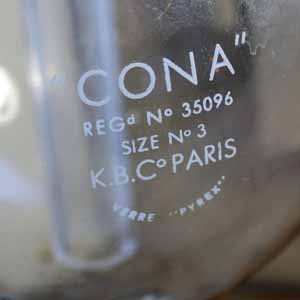 "CONA"
REGd No 35096
SIZE No 3
K.B.Co PARIS
VERRE "PYREX"